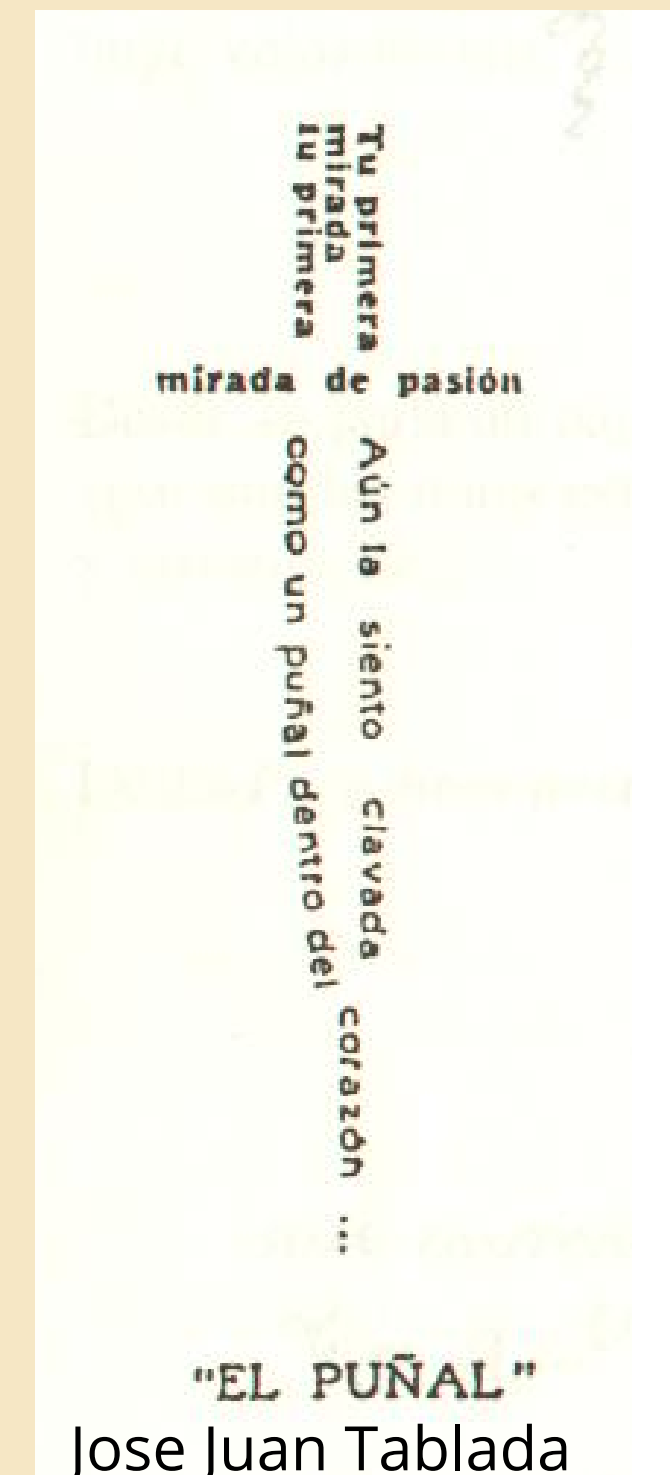 Tu primera
mirada
tu primera
mirada de pasión
Aún la siento clavada
como un puñal dentro del
corazón ...
"EL PUÑAL"
Jose Juan Tablada